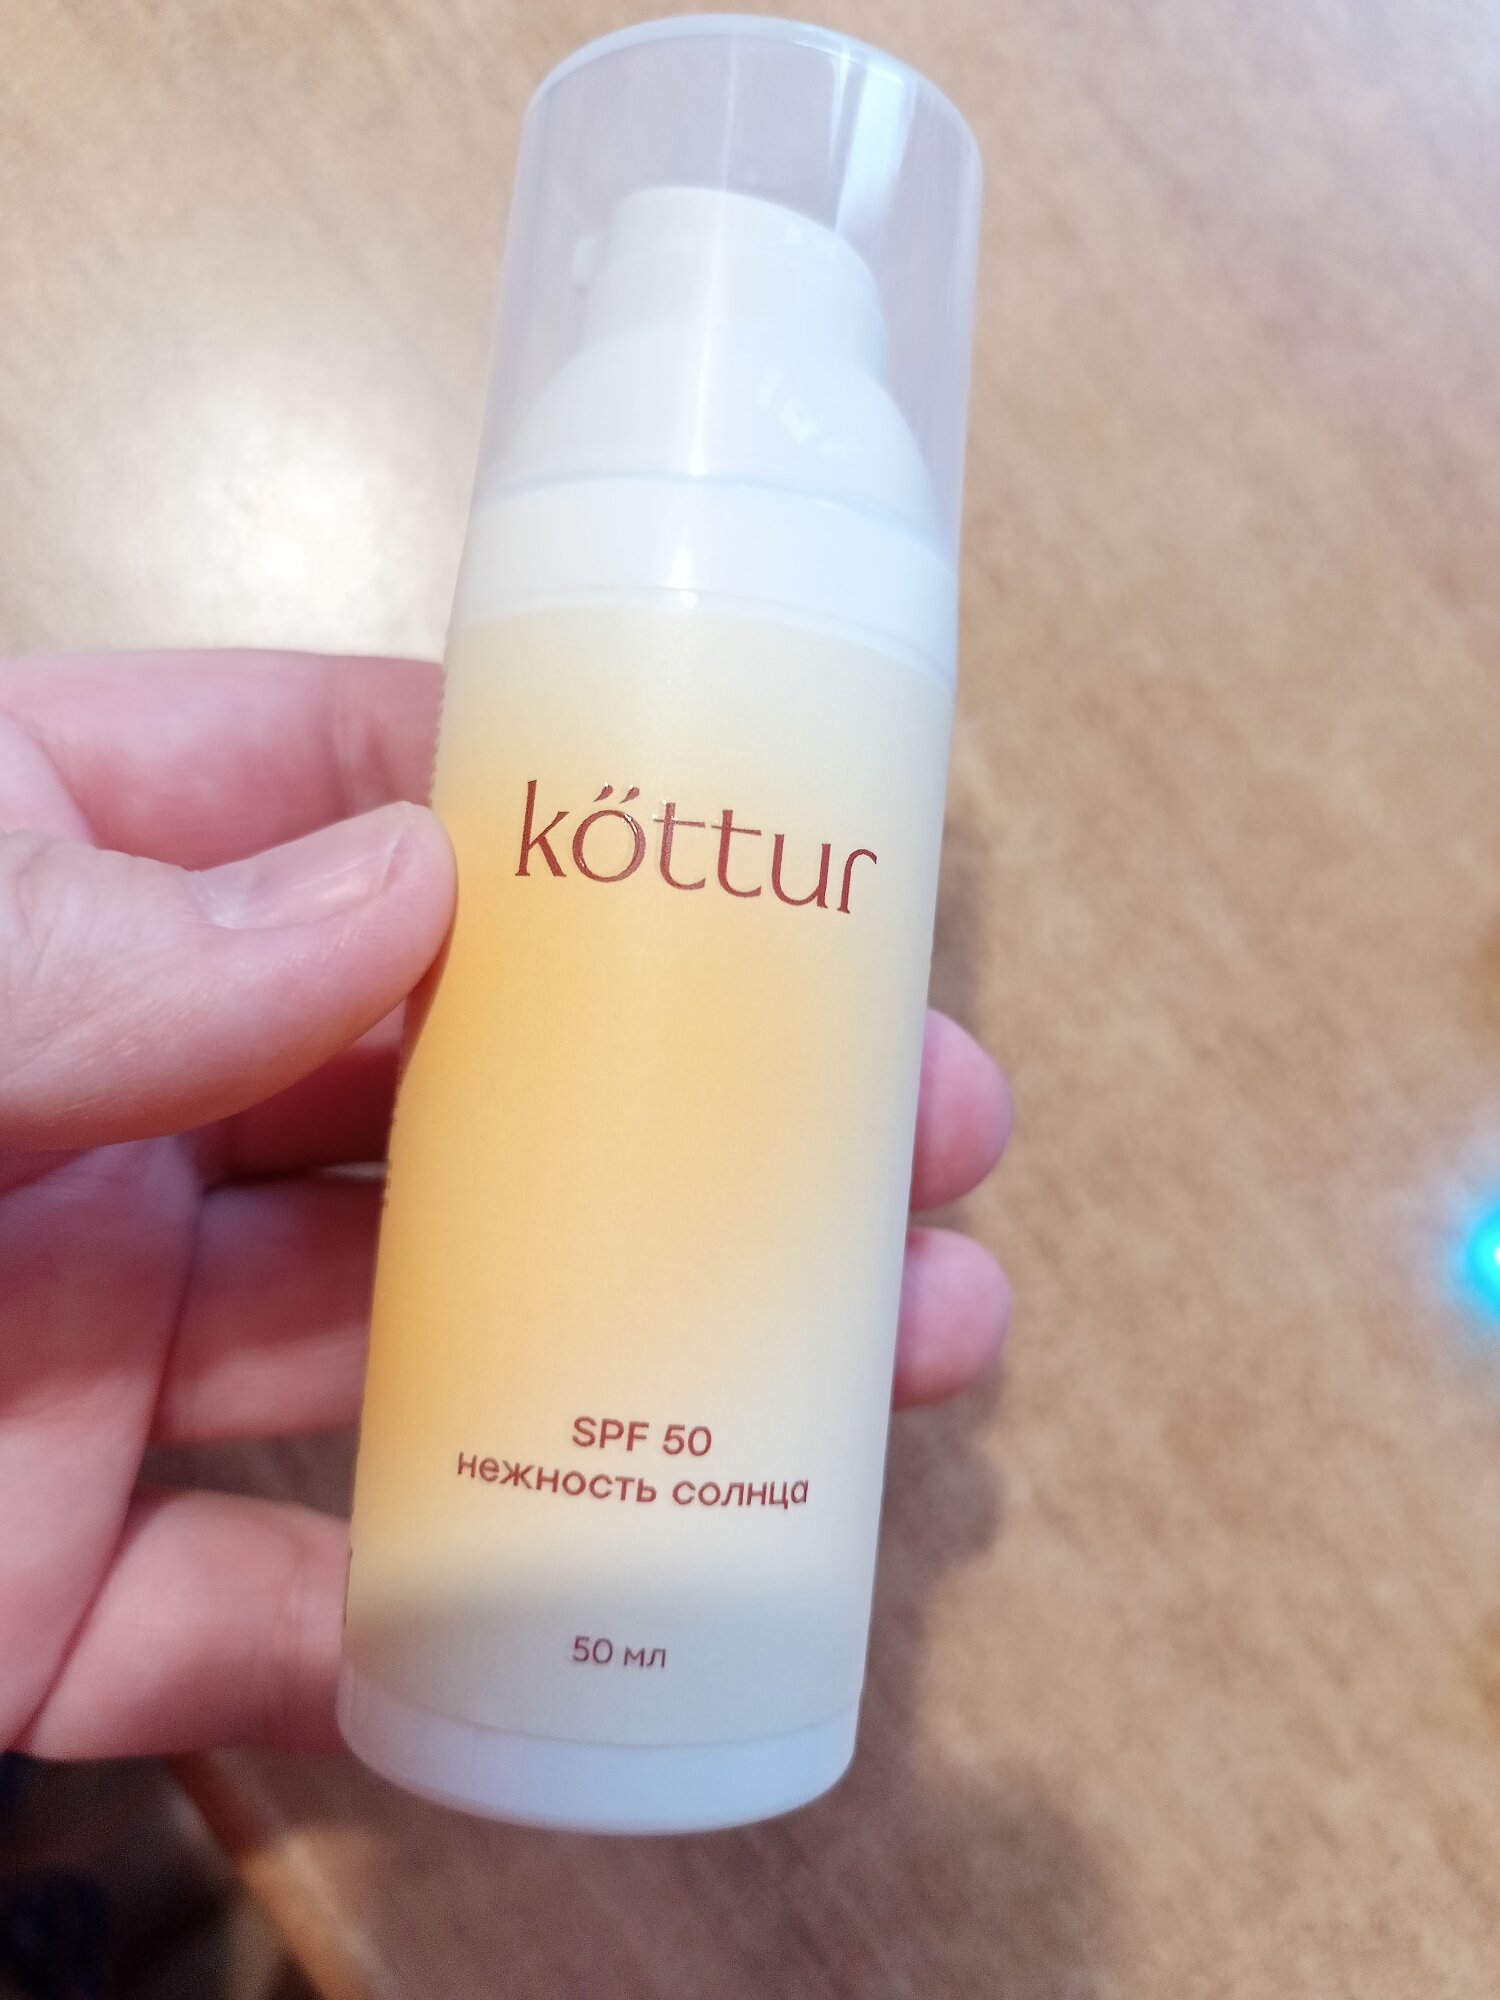 köttur
SPF 50
нежность солнца
50 мл